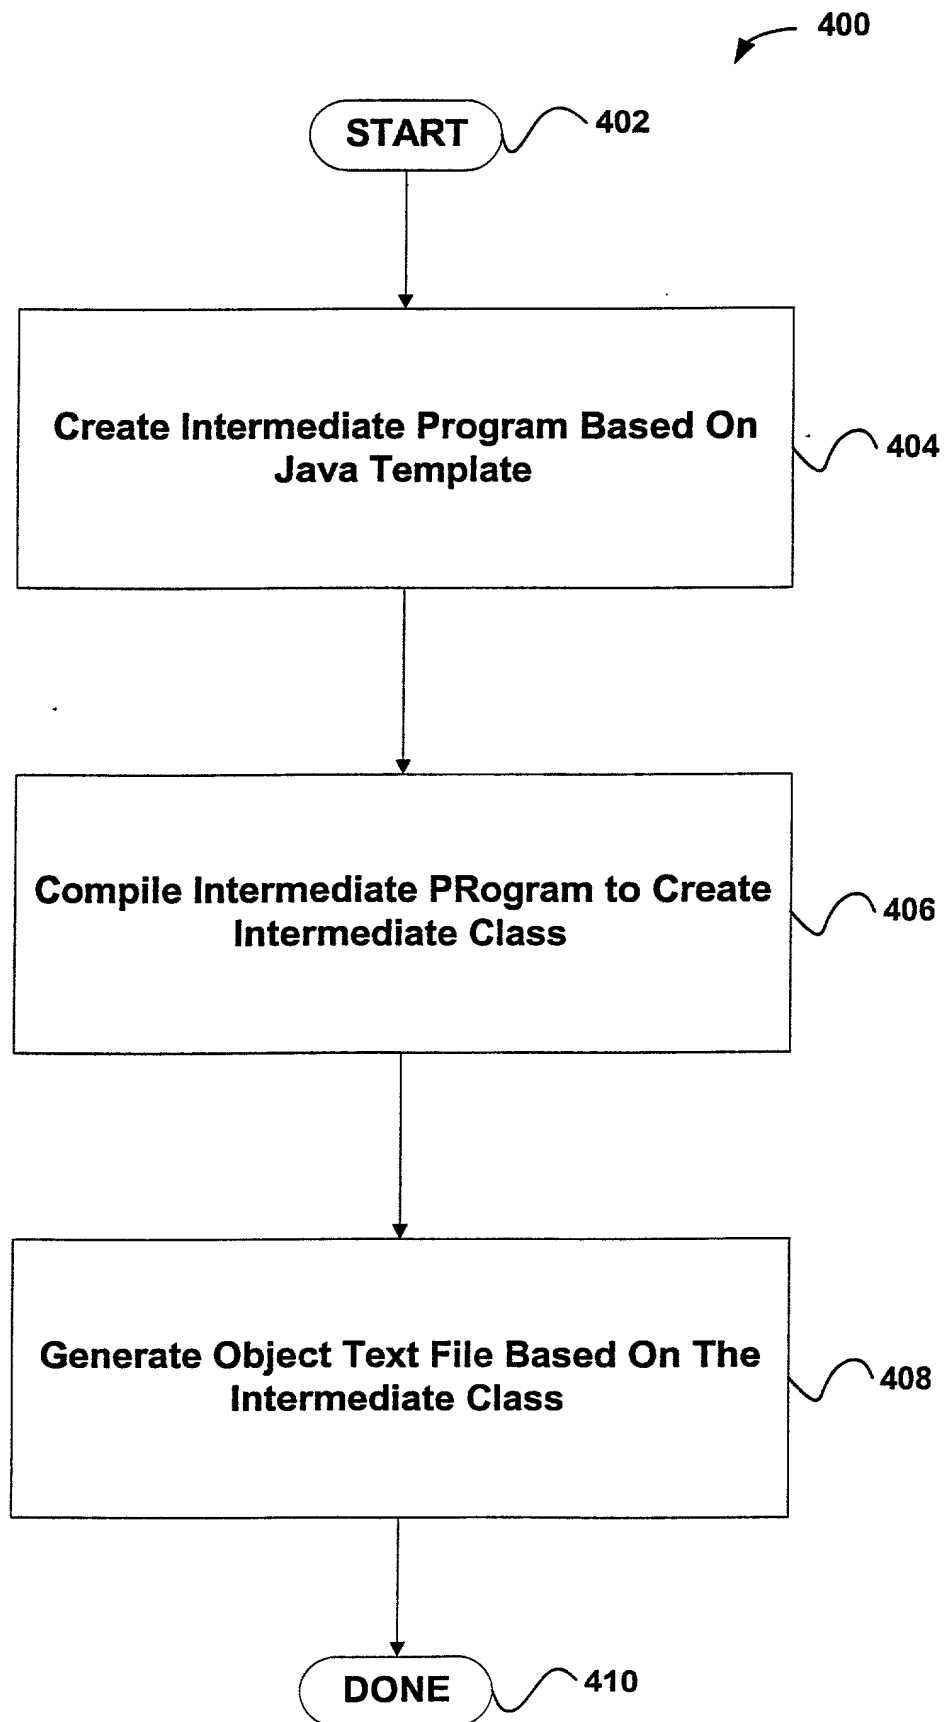 400
START
402
Create Intermediate Program Based On
Java Template
404
Compile Intermediate PRogram to Create
Intermediate Class
406
Generate Object Text File Based On The
Intermediate Class
408
DONE
410